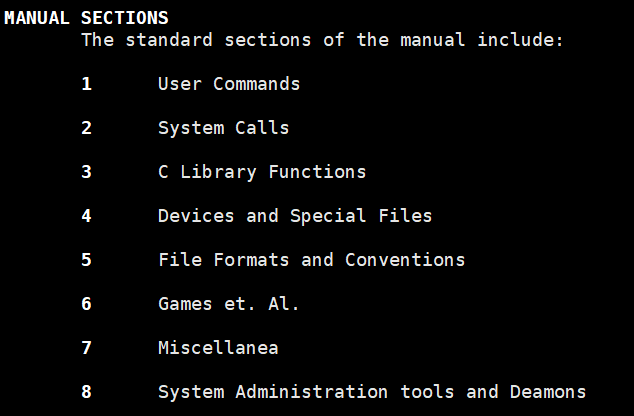 MANUAL SECTIONS
The standard sections of the manual include:
1 User Commands
2 System Calls
3 C Library Functions
4 Devices and Special Files
5 File Formats and Conventions
6 Games et. Al.
7 Miscellanea
8 System Administration tools and Deamons